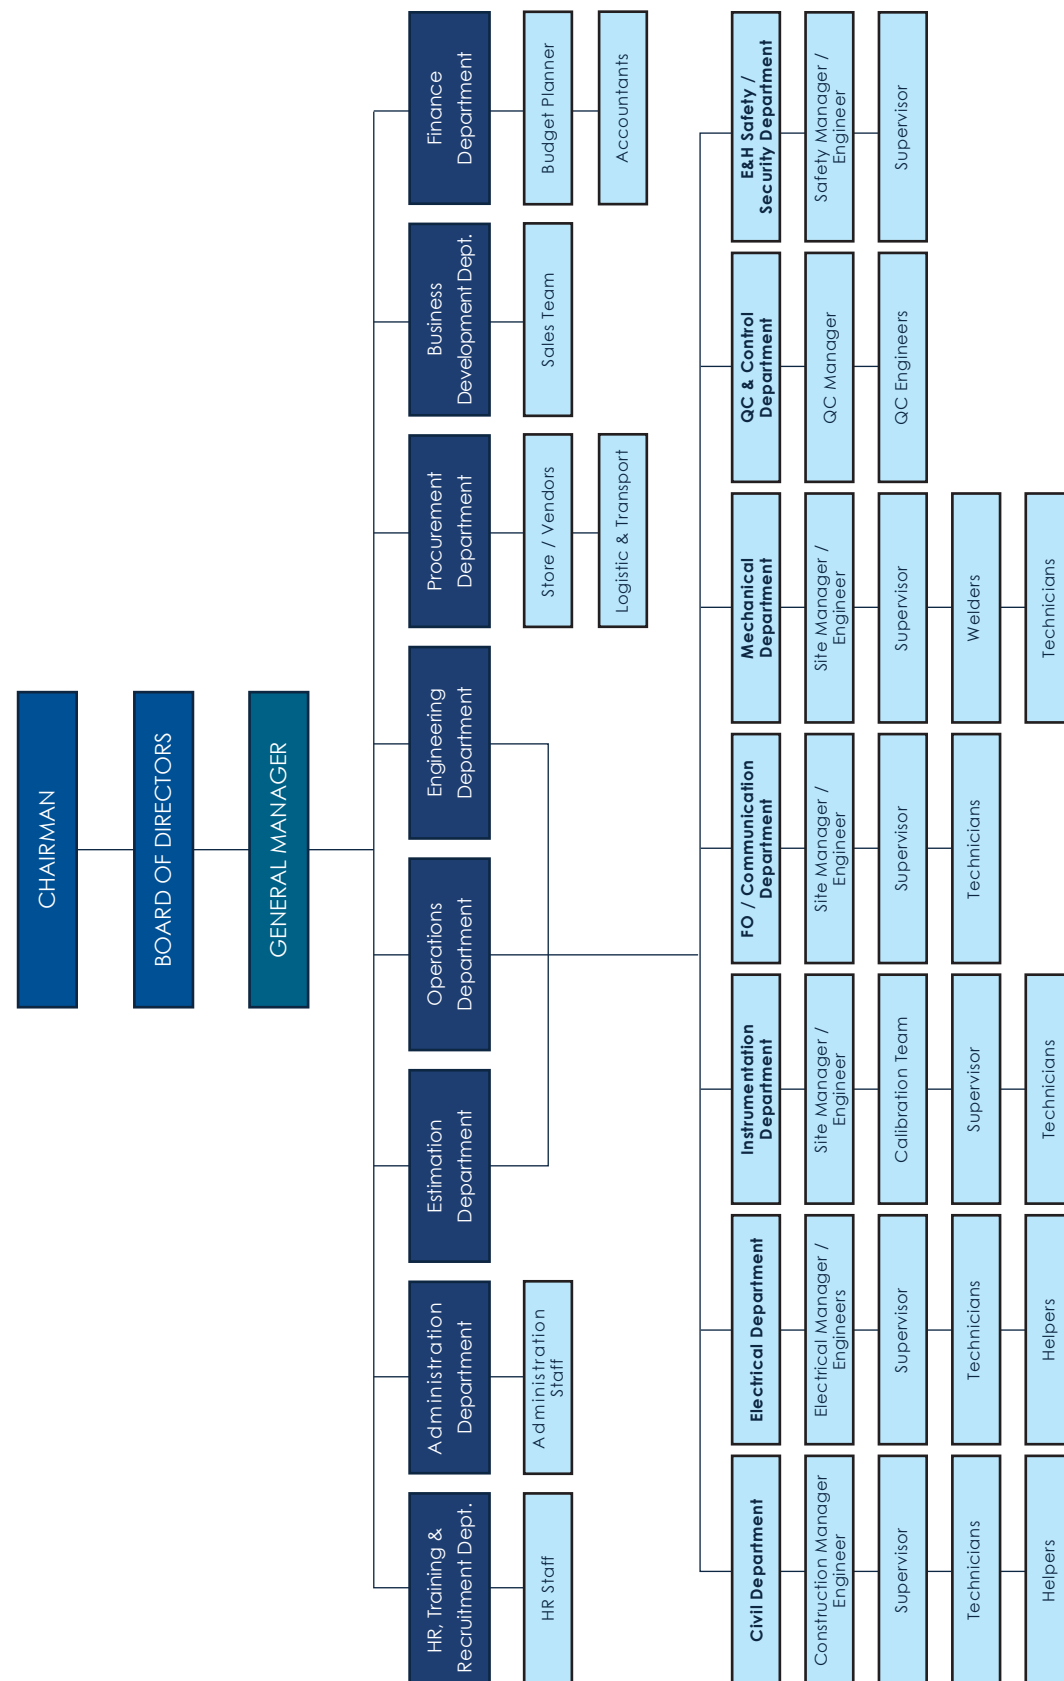 CHAIRMAN
BOARD OF DIRECTORS
GENERAL MANAGER
HR, Training &
Recruitment Dept.
Administration
Department
Estimation
Department
Operations
Department
Engineering
Department
Procurement
Department
Business
Development Dept.
Finance
Department
HR Staff
Administration
Staff
Store / Vendors
Sales Team
Budget Planner
Logistic & Transport
Accountants
Civil Department
Electrical Department
Instrumentation
Department
FO / Communication
Department
Mechanical
Department
QC & Control
Department
E&H Safety /
Security Department
Construction Manager
Engineer
Electrical Manager /
Engineers
Site Manager /
Engineer
Site Manager /
Engineer
Site Manager /
Engineer
QC Manager
Safety Manager /
Engineer
Supervisor
Supervisor
Calibration Team
Supervisor
Supervisor
QC Engineers
Supervisor
Technicians
Technicians
Supervisor
Technicians
Welders
Helpers
Helpers
Technicians
Technicians